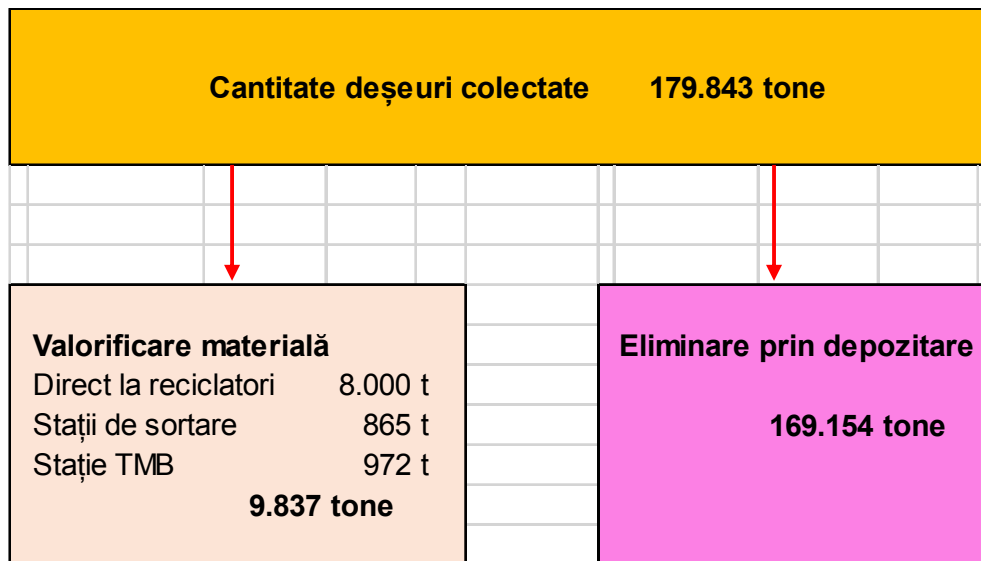 Cantitate deșeuri colectate 179.843 tone
Valorificare materială
Direct la reciclatori 8.000 t
Stații de sortare 865 t
Stație TMB 972 t
9.837 tone
Eliminare prin depozitare
169.154 tone